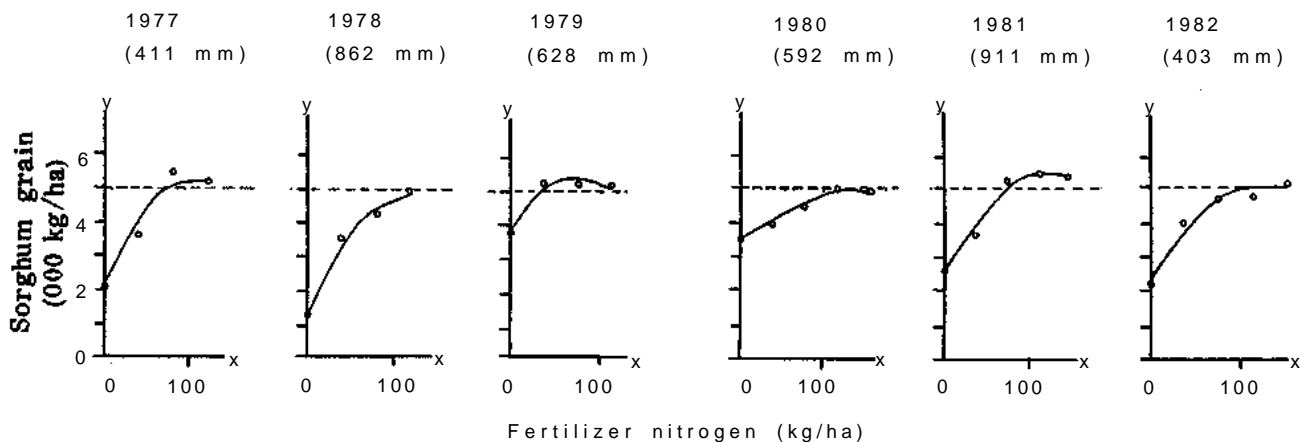 1977 1978 1979 1980 1981 1982
(411 mm) (862 mm) (628 mm) (592 mm) (911 mm) (403 mm)
y y y y y y
Sorghum grain
(000 kg/ha)
6
4
2
0
x x x x x x
0 100 0 100 0 100 0 100 0 100 0 100
Fertilizer nitrogen (kg/ha)